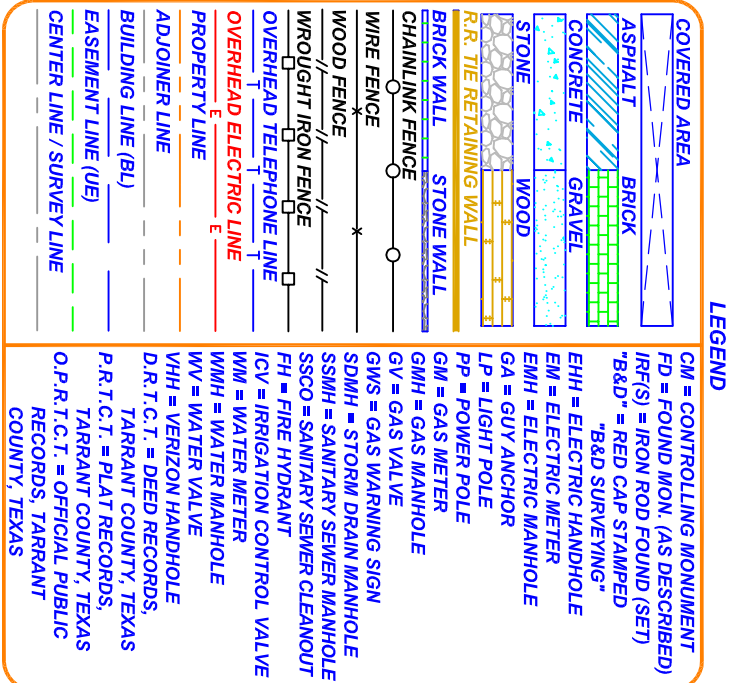 LEGEND
COVERED AREA
ASPHALT BRICK
CONCRETE GRAVEL
STONE WOOD
R.R. TIE RETAINING WALL
BRICK WALL STONE WALL
CHAINLINK FENCE
WIRE FENCE
x x
WOOD FENCE
WROUGHT IRON FENCE
OVERHEAD TELEPHONE LINE
T T T
OVERHEAD ELECTRIC LINE
E E
PROPERTY LINE
ADJOINER LINE
BUILDING LINE (BL)
EASEMENT LINE (UE)
CENTER LINE / SURVEY LINE
CM = CONTROLLING MONUMENT
FD = FOUND MON. (AS DESCRIBED)
IRF(S) = IRON ROD FOUND (SET)
"B&D" = RED CAP STAMPED
"B&D SURVEYING"
EHH = ELECTRIC HANDHOLE
EM = ELECTRIC METER
EMH = ELECTRIC MANHOLE
GA = GUY ANCHOR
LP = LIGHT POLE
PP = POWER POLE
GM = GAS METER
GMH = GAS MANHOLE
GV = GAS VALVE
GWS = GAS WARNING SIGN
SDMH = STORM DRAIN MANHOLE
SSMH = SANITARY SEWER MANHOLE
SSCO = SANITARY SEWER CLEANOUT
FH = FIRE HYDRANT
ICV = IRRIGATION CONTROL VALVE
WM = WATER METER
WMH = WATER MANHOLE
WV = WATER VALVE
VHH = VERIZON HANDHOLE
D.R.T.C.T. = DEED RECORDS,
TARRANT COUNTY, TEXAS
P.R.T.C.T. = PLAT RECORDS,
TARRANT COUNTY, TEXAS
O.P.R.T.C.T. = OFFICIAL PUBLIC
RECORDS, TARRANT
COUNTY, TEXAS